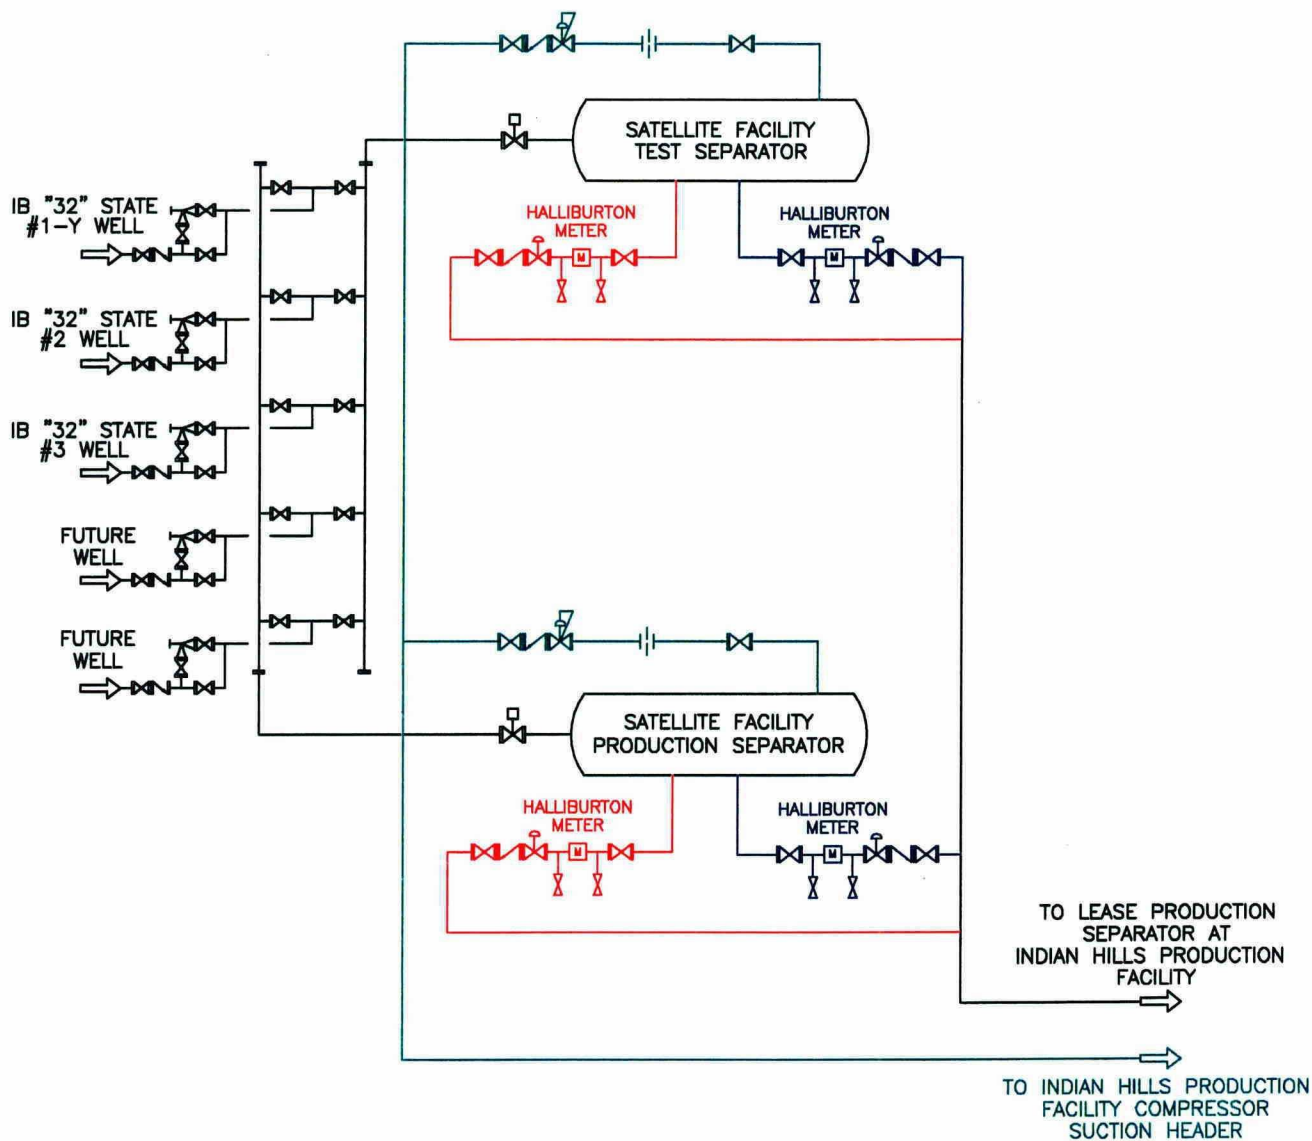 SATELLITE FACILITY
TEST SEPARATOR
IB "32" STATE
#1-Y WELL
HALLIBURTON
METER
M
HALLIBURTON
METER
M
IB "32" STATE
#2 WELL
IB "32" STATE
#3 WELL
FUTURE
WELL
FUTURE
WELL
SATELLITE FACILITY
PRODUCTION SEPARATOR
HALLIBURTON
METER
M
HALLIBURTON
METER
M
TO LEASE PRODUCTION
SEPARATOR AT
INDIAN HILLS PRODUCTION
FACILITY
TO INDIAN HILLS PRODUCTION
FACILITY COMPRESSOR
SUCTION HEADER